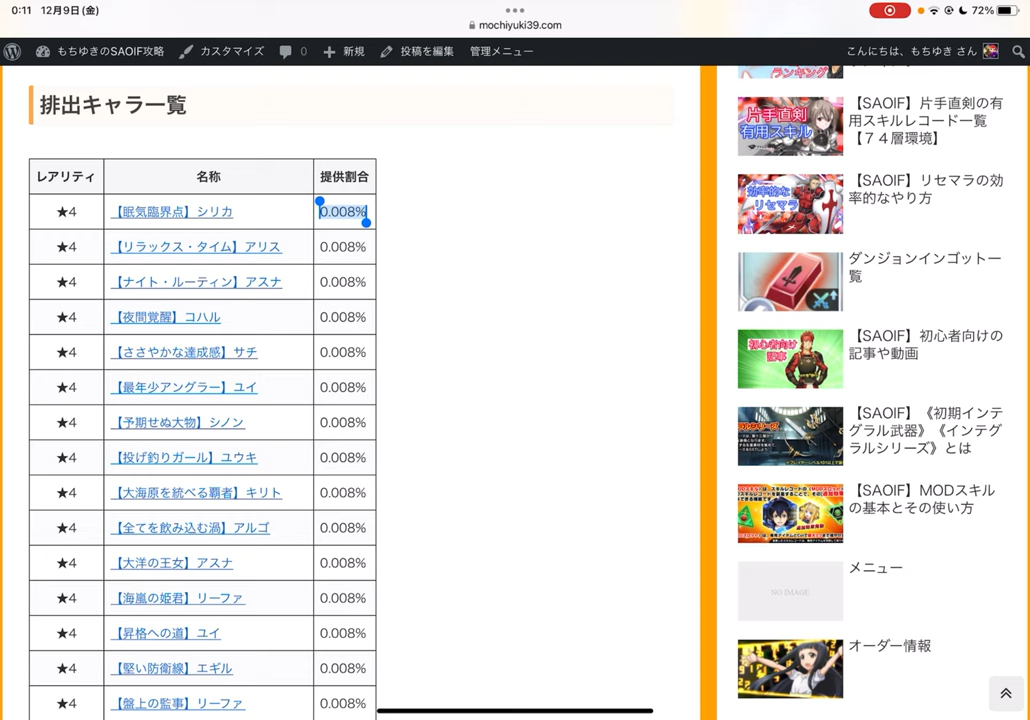 0:11 12月9日(金)
72%
mochiyuki39.com
もちゆきのSAOIF攻略 カスタマイズ 0 新規 投稿を編集 管理メニュー こんにちは、もちゆき さん
排出キャラ一覧
レアリティ 名称 提供割合
★4 【眠気臨界点】シリカ 0.008%
★4 【リラックス・タイム】アリス 0.008%
★4 【ナイト・ルーティン】アスナ 0.008%
★4 【夜間覚醒】コハル 0.008%
★4 【ささやかな達成感】サチ 0.008%
★4 【最年少アングラー】ユイ 0.008%
★4 【予期せぬ大物】シノン 0.008%
★4 【投げ釣りガール】ユウキ 0.008%
★4 【大海原を統べる覇者】キリト 0.008%
★4 【全てを飲み込む渦】アルゴ 0.008%
★4 【大洋の王女】アスナ 0.008%
★4 【海嵐の姫君】リーファ 0.008%
★4 【昇格への道】ユイ 0.008%
★4 【堅い防衛線】エギル 0.008%
★4 【盤上の監事】リーファ 0.008%
ランキング
片手直剣
有用スキル
【SAOIF】片手直剣の有
用スキルレコード一覧
【７４層環境】
効率的な
リセマラ
【SAOIF】リセマラの効
率的なやり方
ダンジョンインゴット一
覧
初心者向け
記事
【SAOIF】初心者向けの
記事や動画
【SAOIF】《初期インテ
グラル武器》《インテグ
ラルシリーズ》とは
【SAOIF】MODスキル
の基本とその使い方
NO IMAGE
メニュー
オーダー情報